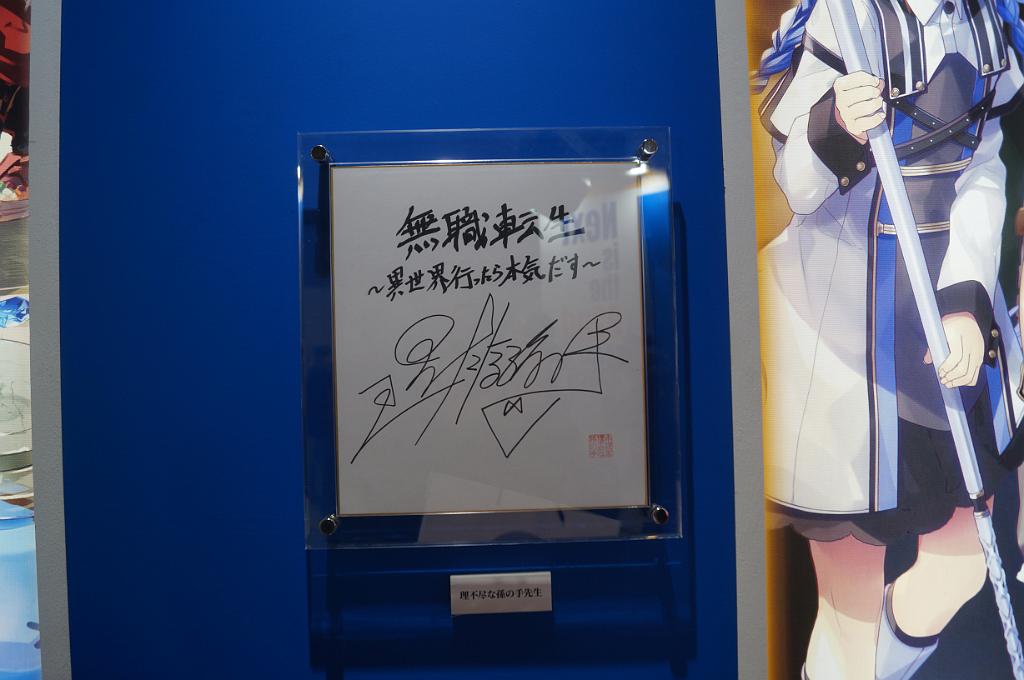 無職転生
～異世界行ったら本気だす～
理不尽な孫の手先生